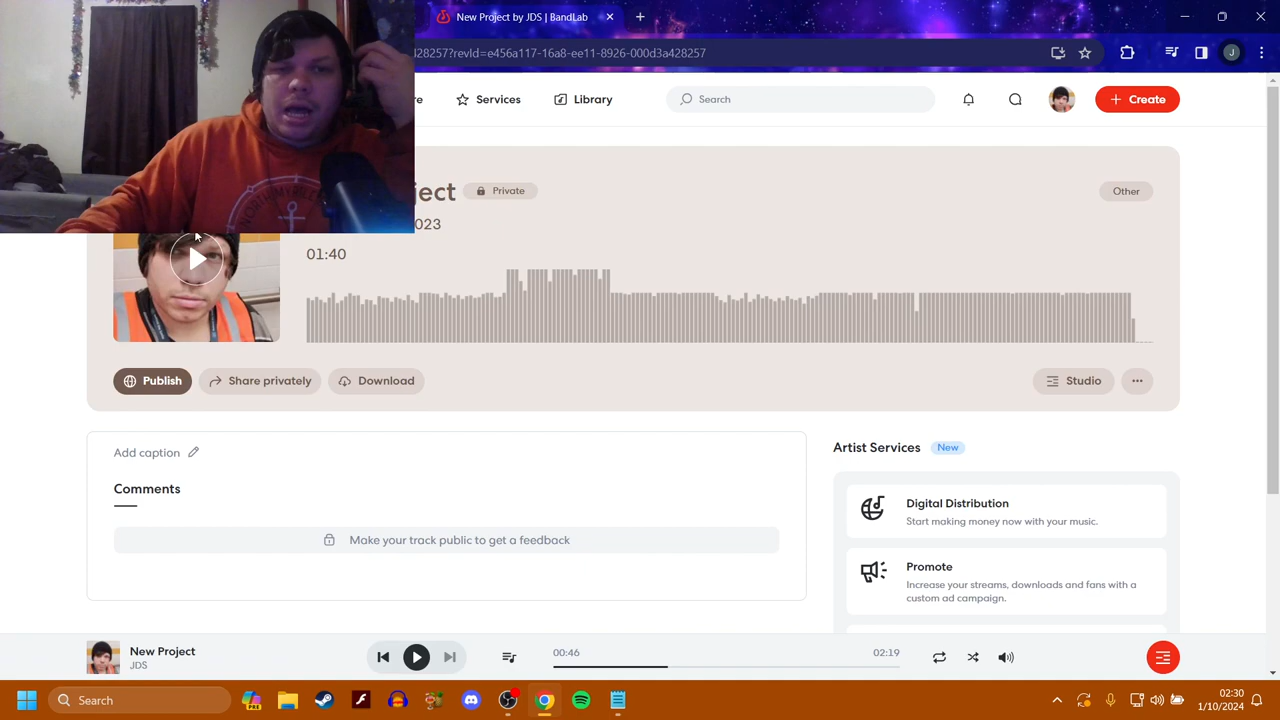 New Project by JDS | BandLab
428257?revId=e456a117-16a8-ee11-8926-000d3a428257
J
re
Services
Library
Search
Create
ject
Private
Other
023
01:40
Publish
Share privately
Download
Studio
Add caption
Comments
Make your track public to get a feedback
Artist Services
New
Digital Distribution
Start making money now with your music.
Promote
Increase your streams, downloads and fans with a
custom ad campaign.
New Project
JDS
00:46
02:19
Search
PRE
02:30
1/10/2024